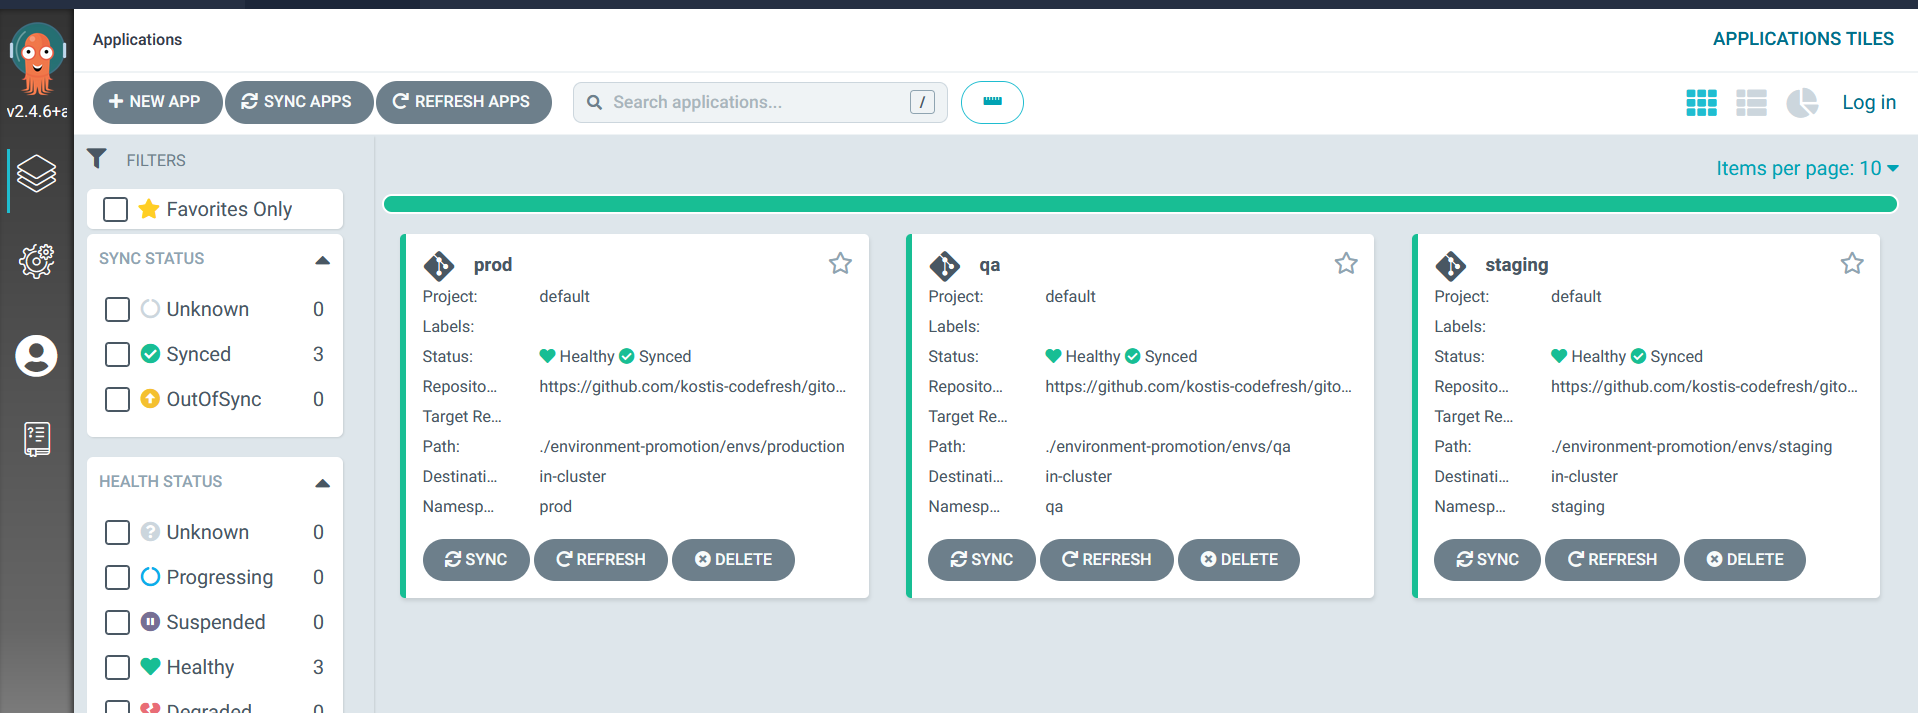 Applications
APPLICATIONS TILES
v2.4.6+a
NEW APP
SYNC APPS
REFRESH APPS
Search applications...
/
Log in
FILTERS
Favorites Only
SYNC STATUS
Unknown 0
Synced 3
OutOfSync 0
HEALTH STATUS
Unknown 0
Progressing 0
Suspended 0
Healthy 3
Degraded 0
Items per page: 10
prod
Project: default
Labels:
Status: Healthy Synced
Reposito... https://github.com/kostis-codefresh/gito...
Target Re...
Path: ./environment-promotion/envs/production
Destinati... in-cluster
Namesp... prod
SYNC REFRESH DELETE
qa
Project: default
Labels:
Status: Healthy Synced
Reposito... https://github.com/kostis-codefresh/gito...
Target Re...
Path: ./environment-promotion/envs/qa
Destinati... in-cluster
Namesp... qa
SYNC REFRESH DELETE
staging
Project: default
Labels:
Status: Healthy Synced
Reposito... https://github.com/kostis-codefresh/gito...
Target Re...
Path: ./environment-promotion/envs/staging
Destinati... in-cluster
Namesp... staging
SYNC REFRESH DELETE